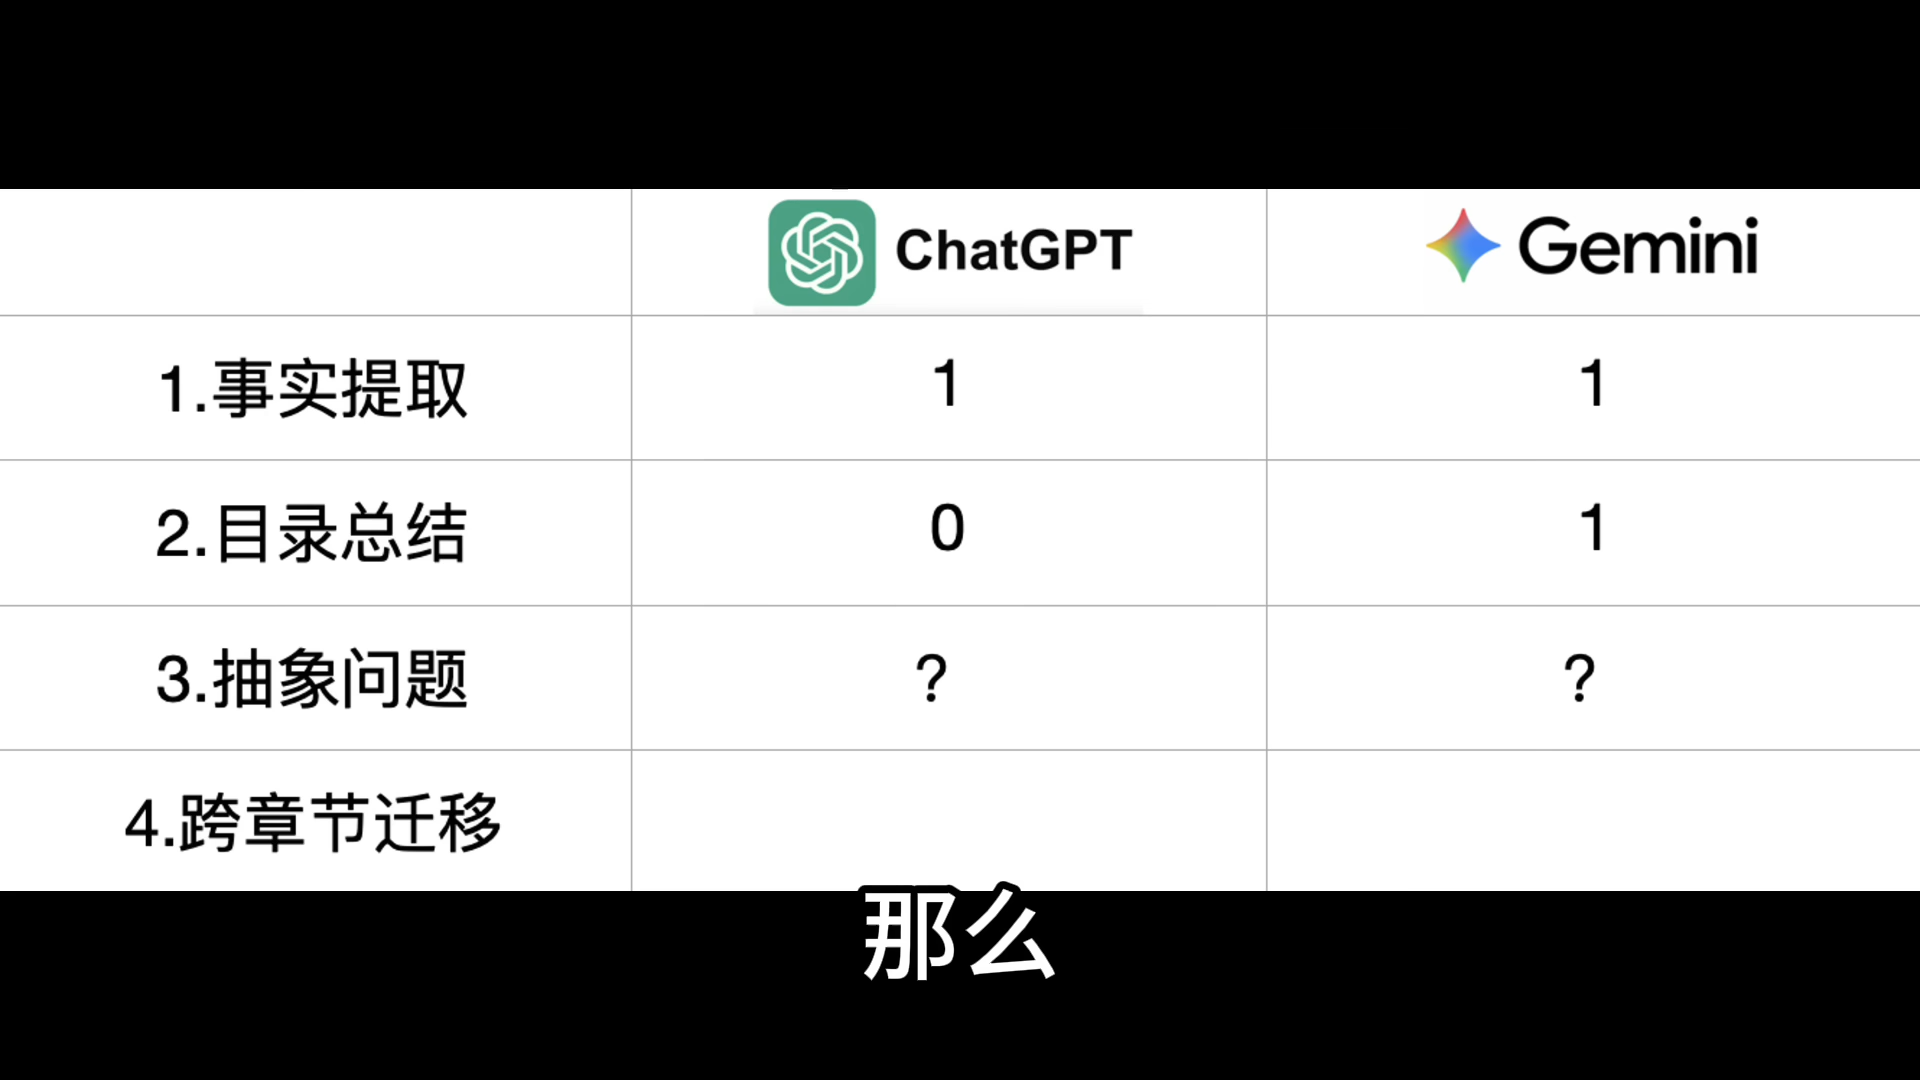 ChatGPT Gemini
1.事实提取 1 1
2.目录总结 0 1
3.抽象问题 ? ?
4.跨章节迁移
那么